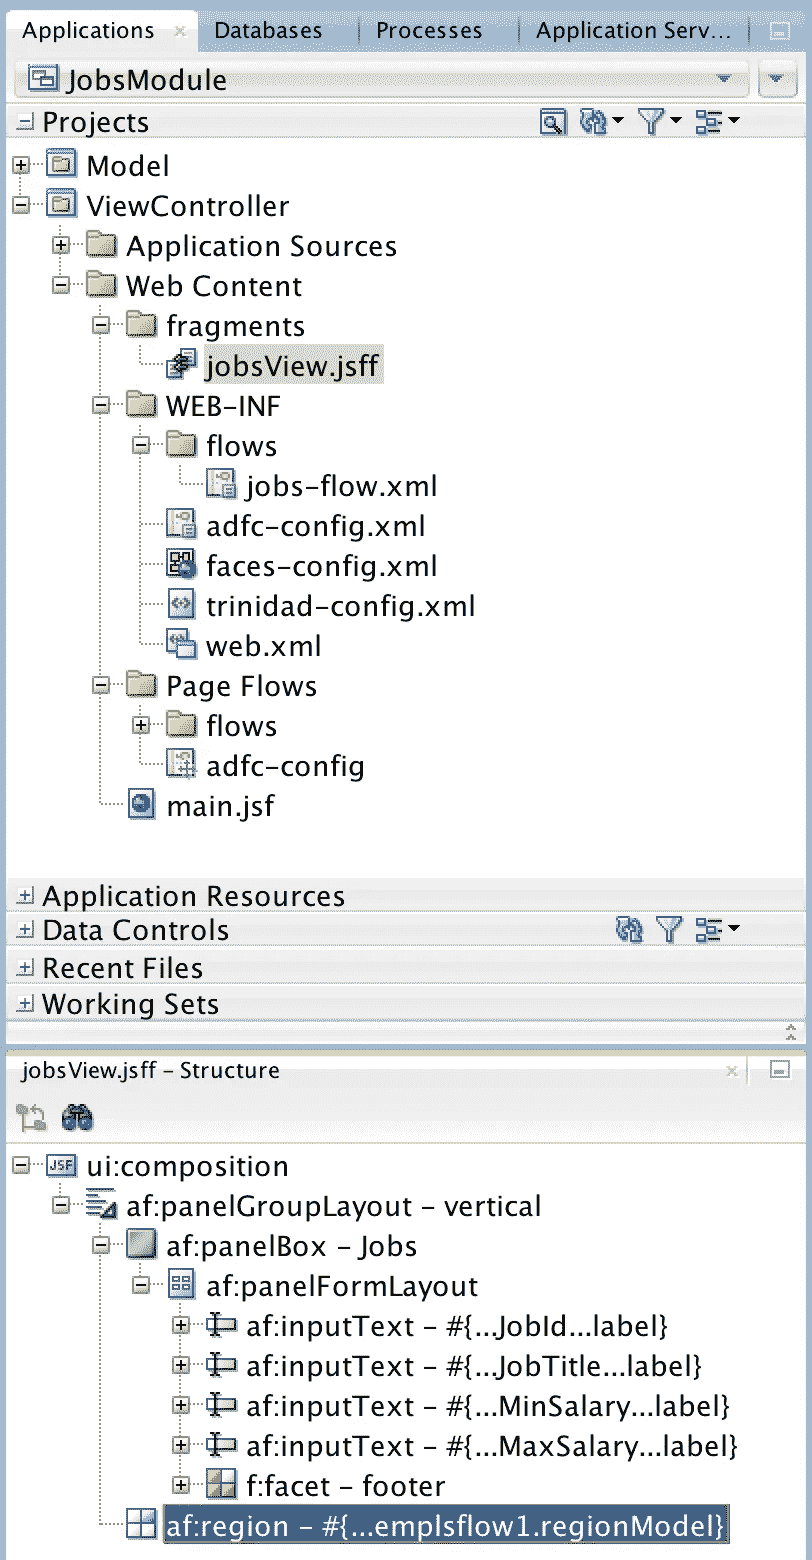 Applications Databases Processes Application Serv...
JobsModule
Projects
Model
ViewController
Application Sources
Web Content
fragments
jobsView.jsff
WEB-INF
flows
jobs-flow.xml
adfc-config.xml
faces-config.xml
trinidad-config.xml
web.xml
Page Flows
flows
adfc-config
main.jsf
Application Resources
Data Controls
Recent Files
Working Sets
jobsView.jsff - Structure
JSF ui:composition
af:panelGroupLayout - vertical
af:panelBox - Jobs
af:panelFormLayout
af:inputText - #{...JobId...label}
af:inputText - #{...JobTitle...label}
af:inputText - #{...MinSalary...label}
af:inputText - #{...MaxSalary...label}
f:facet - footer
af:region - #{...emplsflow1.regionModel}